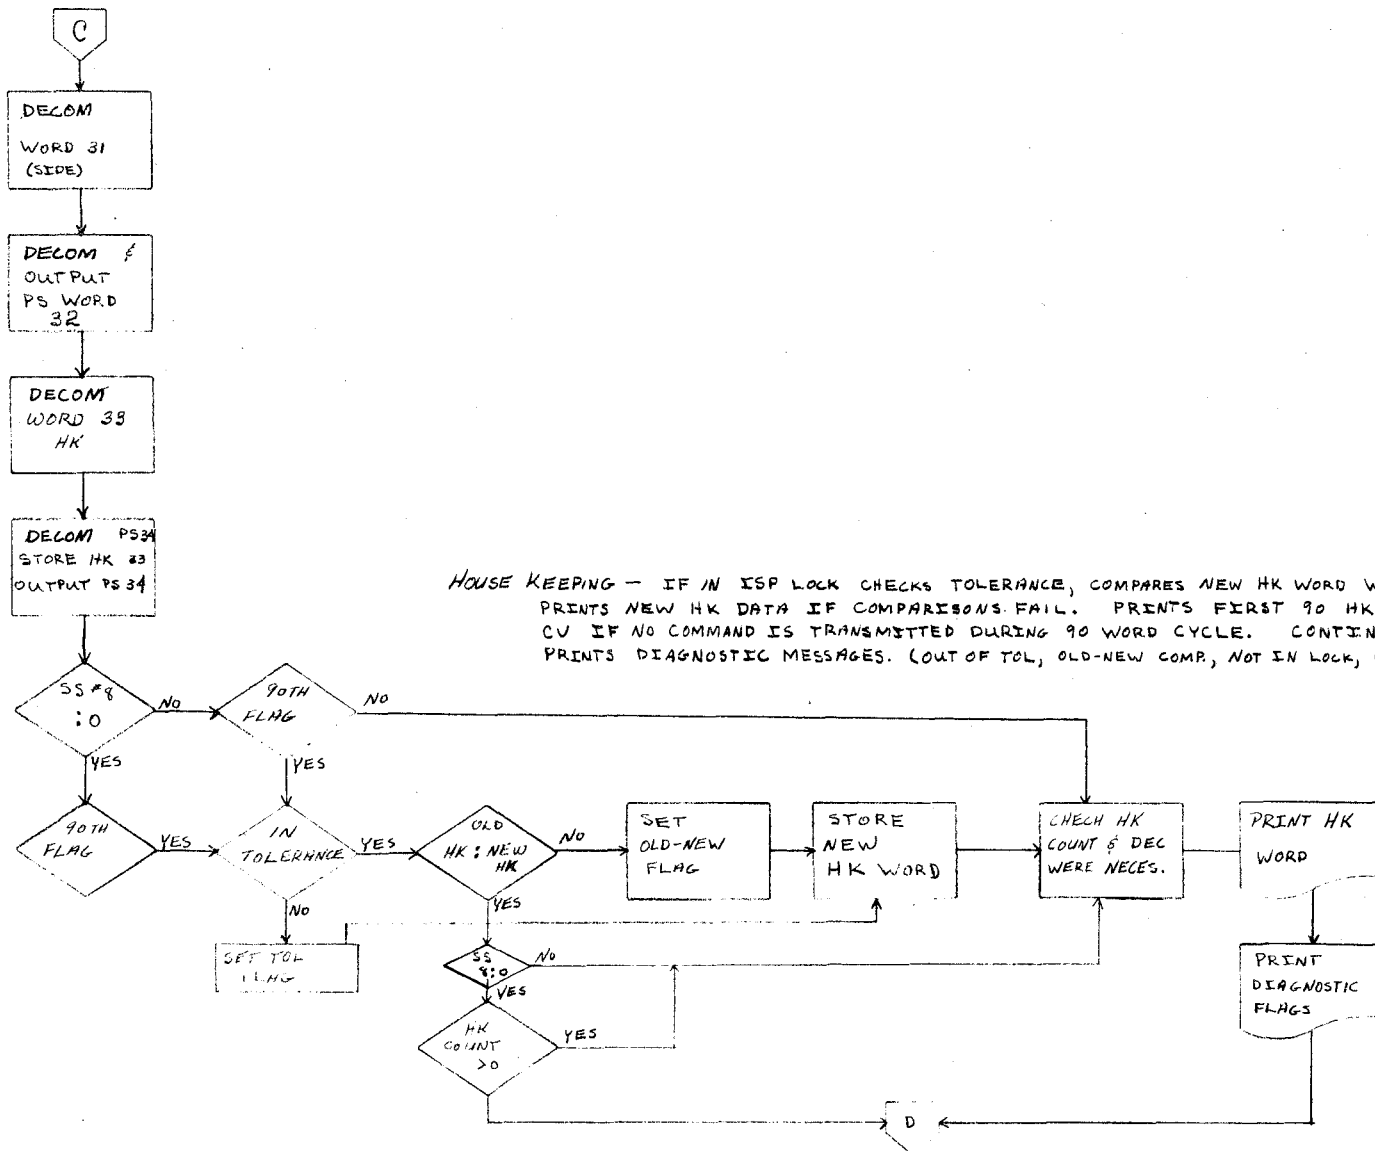 C
DECOM
WORD 31
(SIDE)
DECOM &
OUTPUT
PS WORD
32
DECOM
WORD 33
HK
DECOM PS34
STORE HK 33
OUTPUT PS 34
HOUSE KEEPING — IF IN ISP LOCK CHECKS TOLERANCE, COMPARES NEW HK WORD
PRINTS NEW HK DATA IF COMPARISONS FAIL. PRINTS FIRST 90 HK
CV IF NO COMMAND IS TRANSMITTED DURING 90 WORD CYCLE.
PRINTS DIAGNOSTIC MESSAGES. (OUT OF TOL, OLD-NEW COMP., NOT IN LOCK,
SS #8
:0
NO
YES
90TH
FLAG
NO
YES
90TH
FLAG
YES
IN
TOLERANCE
YES
NO
OLD
HK : NEW
HK
NO
YES
SET
OLD-NEW
FLAG
STORE
NEW
HK WORD
CHECH HK
COUNT & DEC
WERE NECES.
PRINT HK
WORD
SET TOL
FLAG
SS
8:0
NO
YES
PRINT
DIAGNOSTIC
FLAGS
HK
COUNT
>0
YES
D